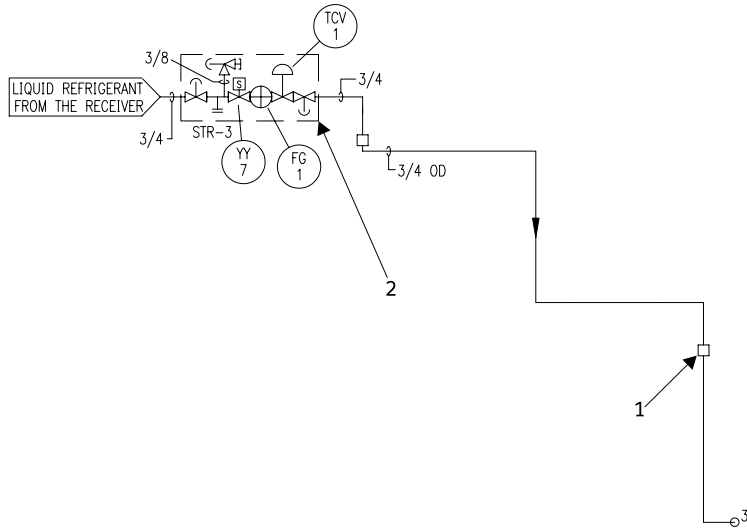 TCV
1
3/8
3/4
S
LIQUID REFRIGERANT
FROM THE RECEIVER
3/4
STR-3
YY
7
FG
1
3/4 OD
2
1
3